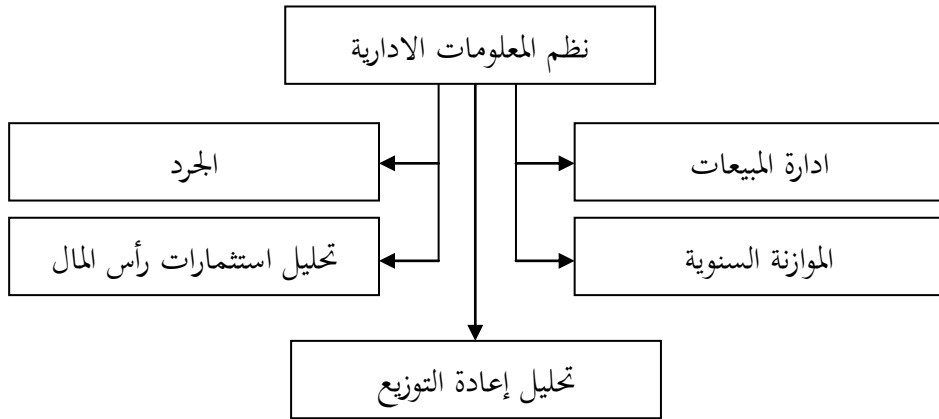 نظم المعلومات الادارية
ادارة المبيعات
الجرد
الموازنة السنوية
تحليل استثمارات رأس المال
تحليل إعادة التوزيع